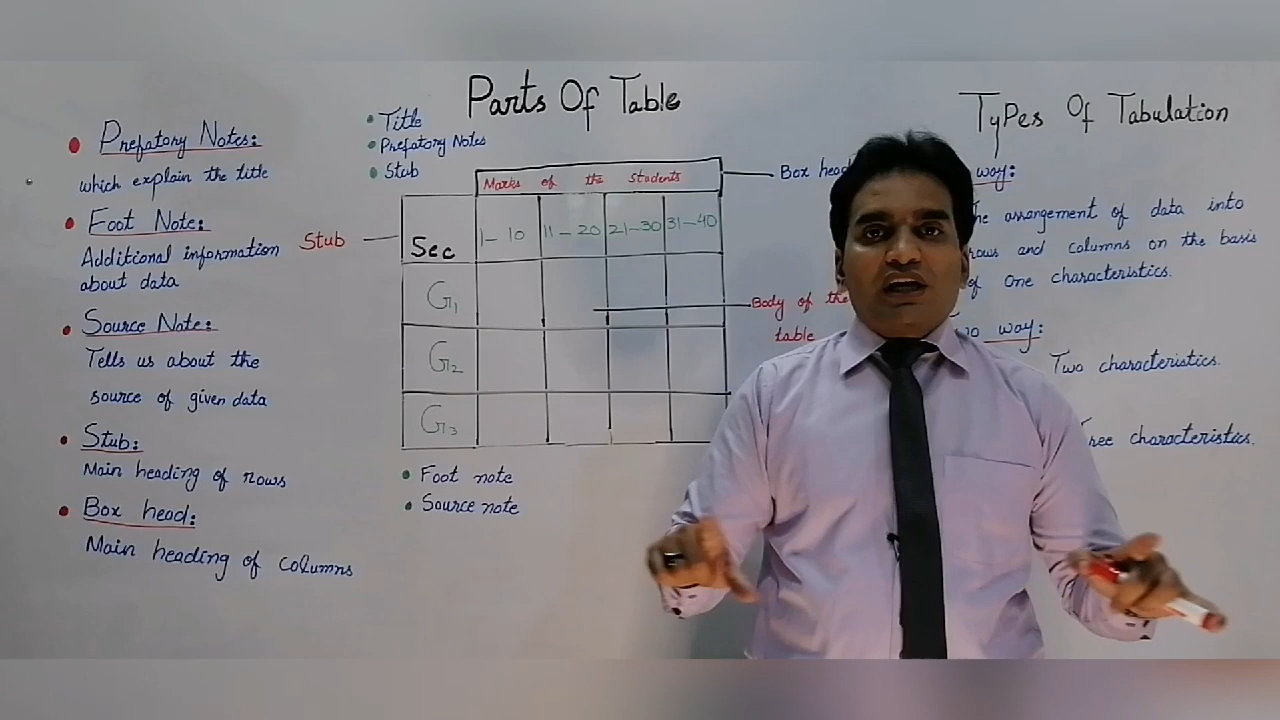 Parts Of Table
Types Of Tabulation
Prefatory Notes:
which explain the title
Foot Note:
Additional information
about data
Source Note:
Tells us about the
source of given data
Stub:
Main heading of rows
Box head:
Main heading of columns
Title
Prefatory Notes
Stub
Stub
Marks of the Students
Sec 1-10 11-20 21-30 31-40
G1
G2
G3
Foot note
Source note
Box head
Body of the
table
way:
arrangement of data into
rows and columns on the basis
of One characteristics.
way:
Two characteristics.
characteristics.